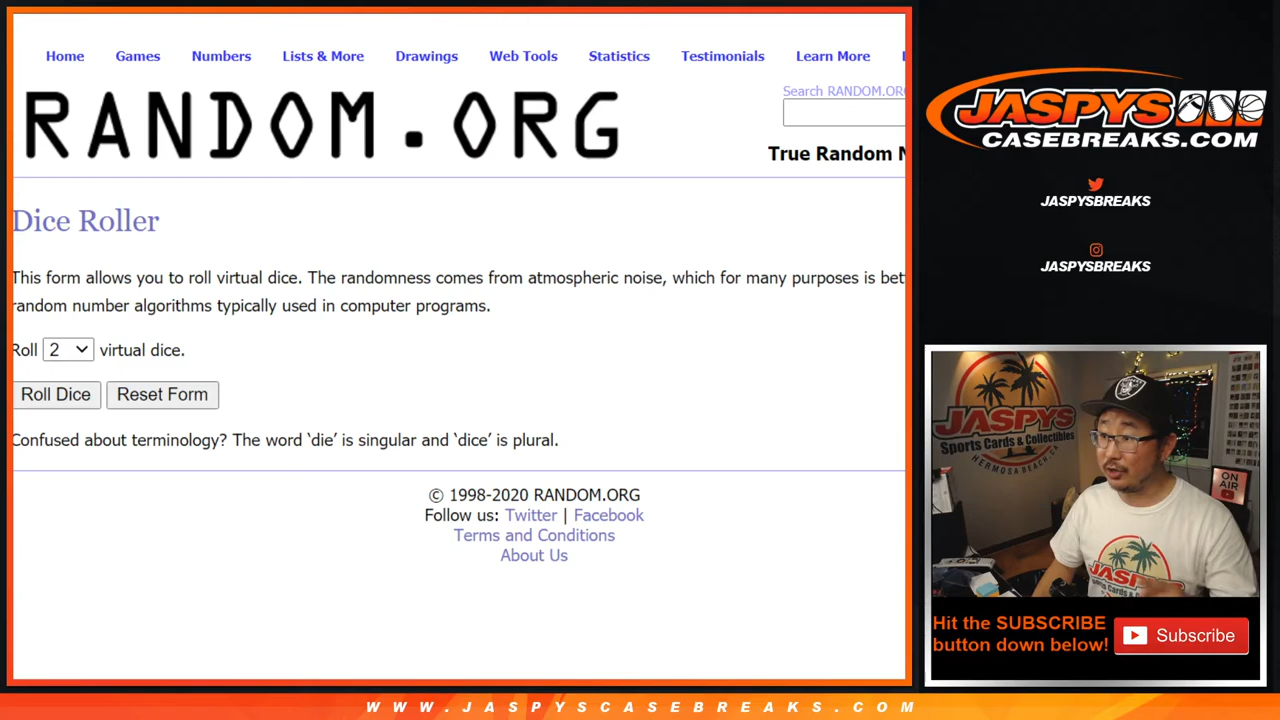 Home Games Numbers Lists & More Drawings Web Tools Statistics Testimonials Learn More
RANDOM.ORG
Search RANDOM.ORG
True Random N
Dice Roller
This form allows you to roll virtual dice. The randomness comes from atmospheric noise, which for many purposes is bet
random number algorithms typically used in computer programs.
Roll 2 virtual dice.
Roll Dice Reset Form
Confused about terminology? The word ‘die’ is singular and ‘dice’ is plural.
© 1998-2020 RANDOM.ORG
Follow us: Twitter | Facebook
Terms and Conditions
About Us
JASPYS
CASEBREAKS.COM
JASPYSBREAKS
JASPYSBREAKS
JASPYS
Sports Cards & Collectibles
HERMOSA BEACH, CA
RAIDERS
ON
AIR
JASPYS
Hit the SUBSCRIBE
button down below!
Subscribe
WWW.JASPYSCASEBREAKS.COM